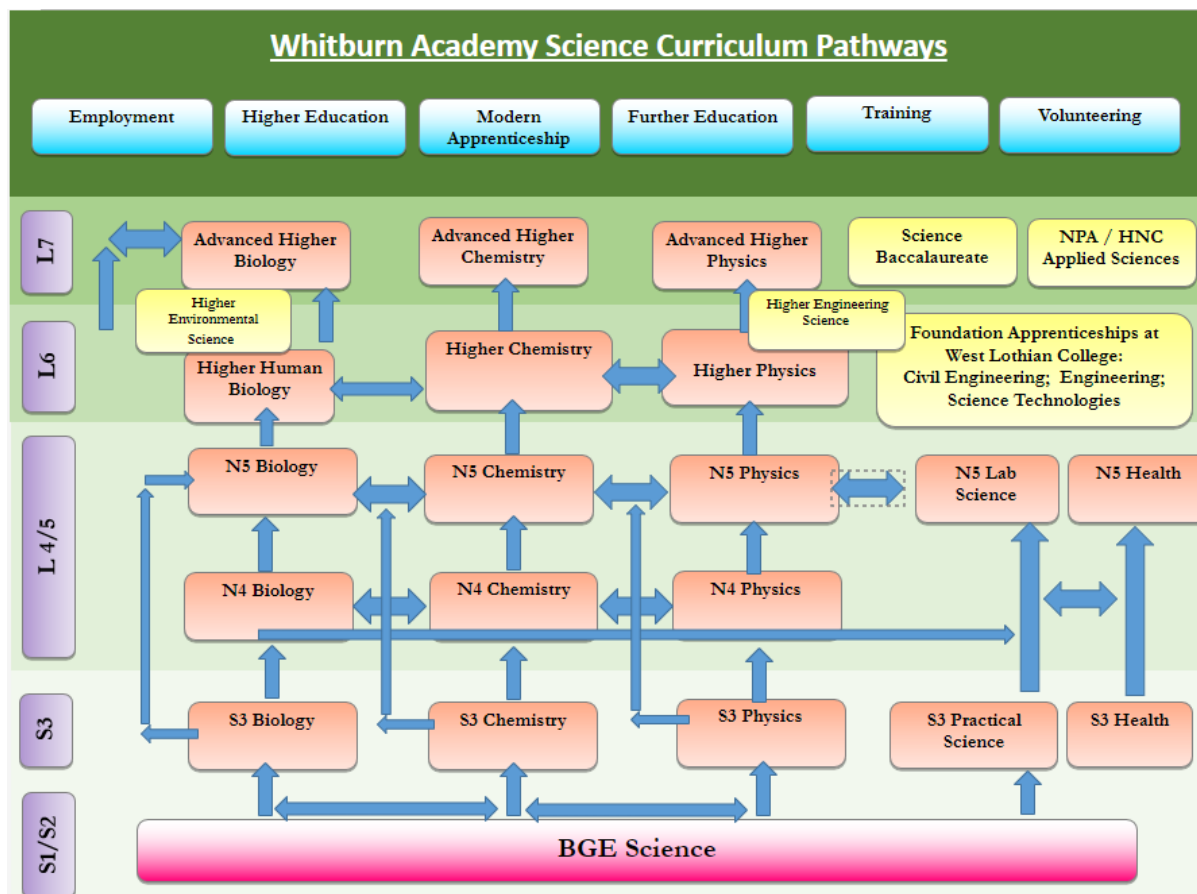 Whitburn Academy Science Curriculum Pathways
Employment
Higher Education
Modern
Apprenticeship
Further Education
Training
Volunteering
L7
Advanced Higher
Biology
Advanced Higher
Chemistry
Advanced Higher
Physics
Science
Baccalaureate
NPA / HNC
Applied Sciences
Higher
Environmental
Science
Higher Engineering
Science
L6
Higher Human
Biology
Higher Chemistry
Higher Physics
Foundation Apprenticeships at
West Lothian College:
Civil Engineering; Engineering;
Science Technologies
L 4/5
N5 Biology
N5 Chemistry
N5 Physics
N5 Lab
Science
N5 Health
N4 Biology
N4 Chemistry
N4 Physics
S3
S3 Biology
S3 Chemistry
S3 Physics
S3 Practical
Science
S3 Health
S1/S2
BGE Science